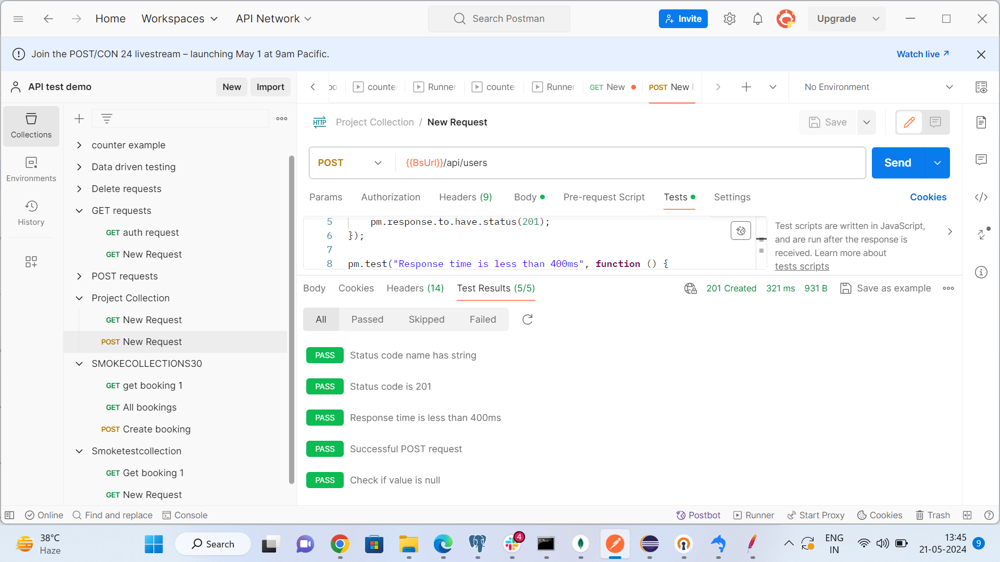 Home
Workspaces
API Network
Search Postman
Invite
Upgrade
Join the POST/CON 24 livestream – launching May 1 at 9am Pacific.
Watch live
API test demo
New
Import
counte
Runner
counte
Runner
GET New
POST New
No Environment
Collections
Environments
History
counter example
Data driven testing
Delete requests
GET requests
GET auth request
GET New Request
POST requests
Project Collection
GET New Request
POST New Request
SMOKECOLLECTIONS30
GET get booking 1
GET All bookings
POST Create booking
Smoketestcollection
GET Get booking 1
GET New Request
HTTP Project Collection / New Request
Save
POST
{{BsUrl}}/api/users
Send
Params
Authorization
Headers (9)
Body
Pre-request Script
Tests
Settings
Cookies
5 pm.response.to.have.status(201);
6 });
7
8 pm.test("Response time is less than 400ms", function () {
Test scripts are written in JavaScript,
and are run after the response is
received. Learn more about
tests scripts
Body
Cookies
Headers (14)
Test Results (5/5)
201 Created
321 ms
931 B
Save as example
All
Passed
Skipped
Failed
PASS Status code name has string
PASS Status code is 201
PASS Response time is less than 400ms
PASS Successful POST request
PASS Check if value is null
Online
Find and replace
Console
Postbot
Runner
Start Proxy
Cookies
Trash
38°C
Haze
Search
4
ENG
IN
13:45
21-05-2024
9